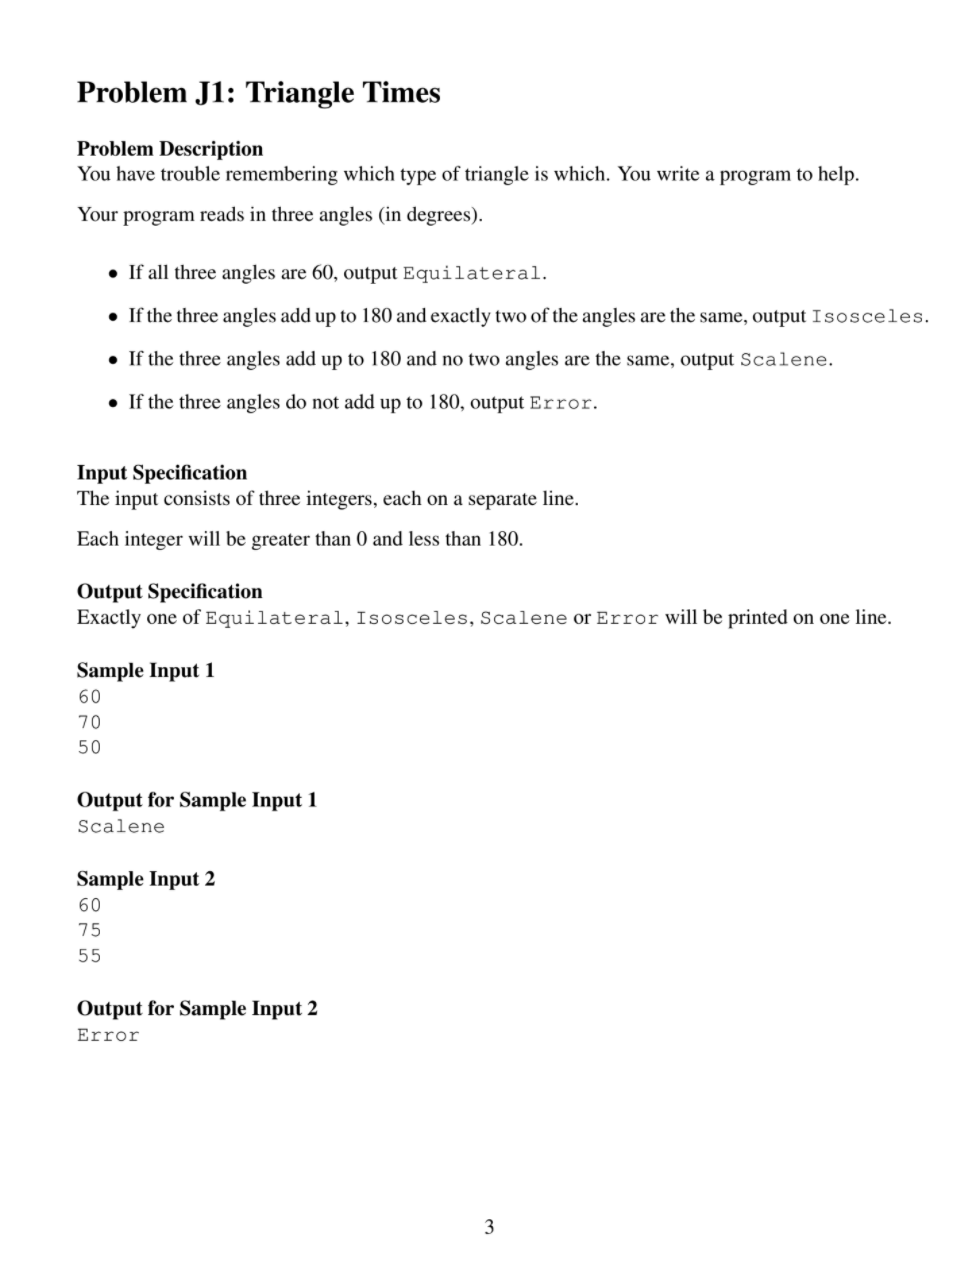 Problem J1: Triangle Times
Problem Description
You have trouble remembering which type of triangle is which. You write a program to help.
Your program reads in three angles (in degrees).
• If all three angles are 60, output Equilateral.
• If the three angles add up to 180 and exactly two of the angles are the same, output Isosceles.
• If the three angles add up to 180 and no two angles are the same, output Scalene.
• If the three angles do not add up to 180, output Error.
Input Specification
The input consists of three integers, each on a separate line.
Each integer will be greater than 0 and less than 180.
Output Specification
Exactly one of Equilateral, Isosceles, Scalene or Error will be printed on one line.
Sample Input 1
60
70
50
Output for Sample Input 1
Scalene
Sample Input 2
60
75
55
Output for Sample Input 2
Error
3